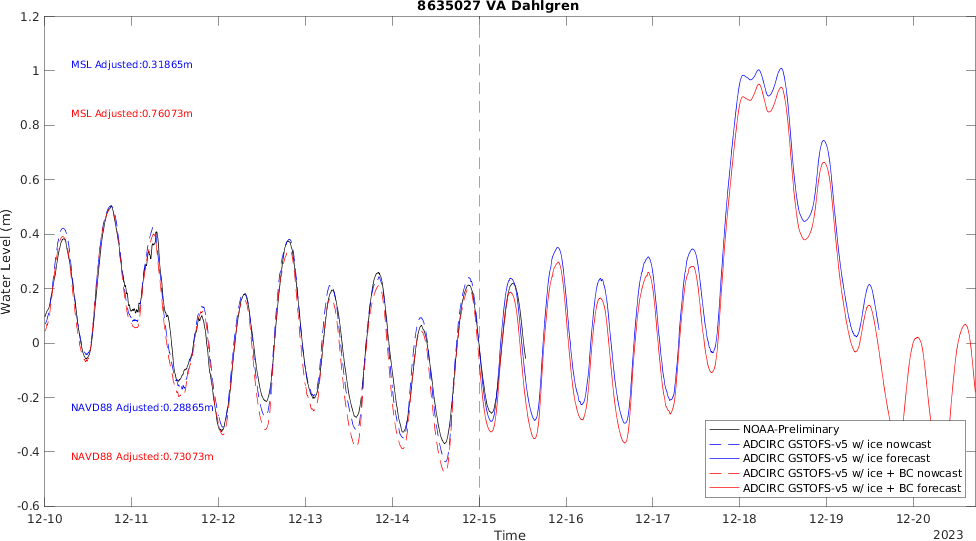 8635027 VA Dahlgren
1.2
1
0.8
0.6
0.4
0.2
0
-0.2
-0.4
-0.6
Water Level (m)
MSL Adjusted:0.31865m
MSL Adjusted:0.76073m
NAVD88 Adjusted:0.28865m
NAVD88 Adjusted:0.73073m
NOAA-Preliminary
ADCIRC GSTOFS-v5 w/ ice nowcast
ADCIRC GSTOFS-v5 w/ ice forecast
ADCIRC GSTOFS-v5 w/ ice + BC nowcast
ADCIRC GSTOFS-v5 w/ ice + BC forecast
12-10 12-11 12-12 12-13 12-14 12-15 12-16 12-17 12-18 12-19 12-20
Time
2023